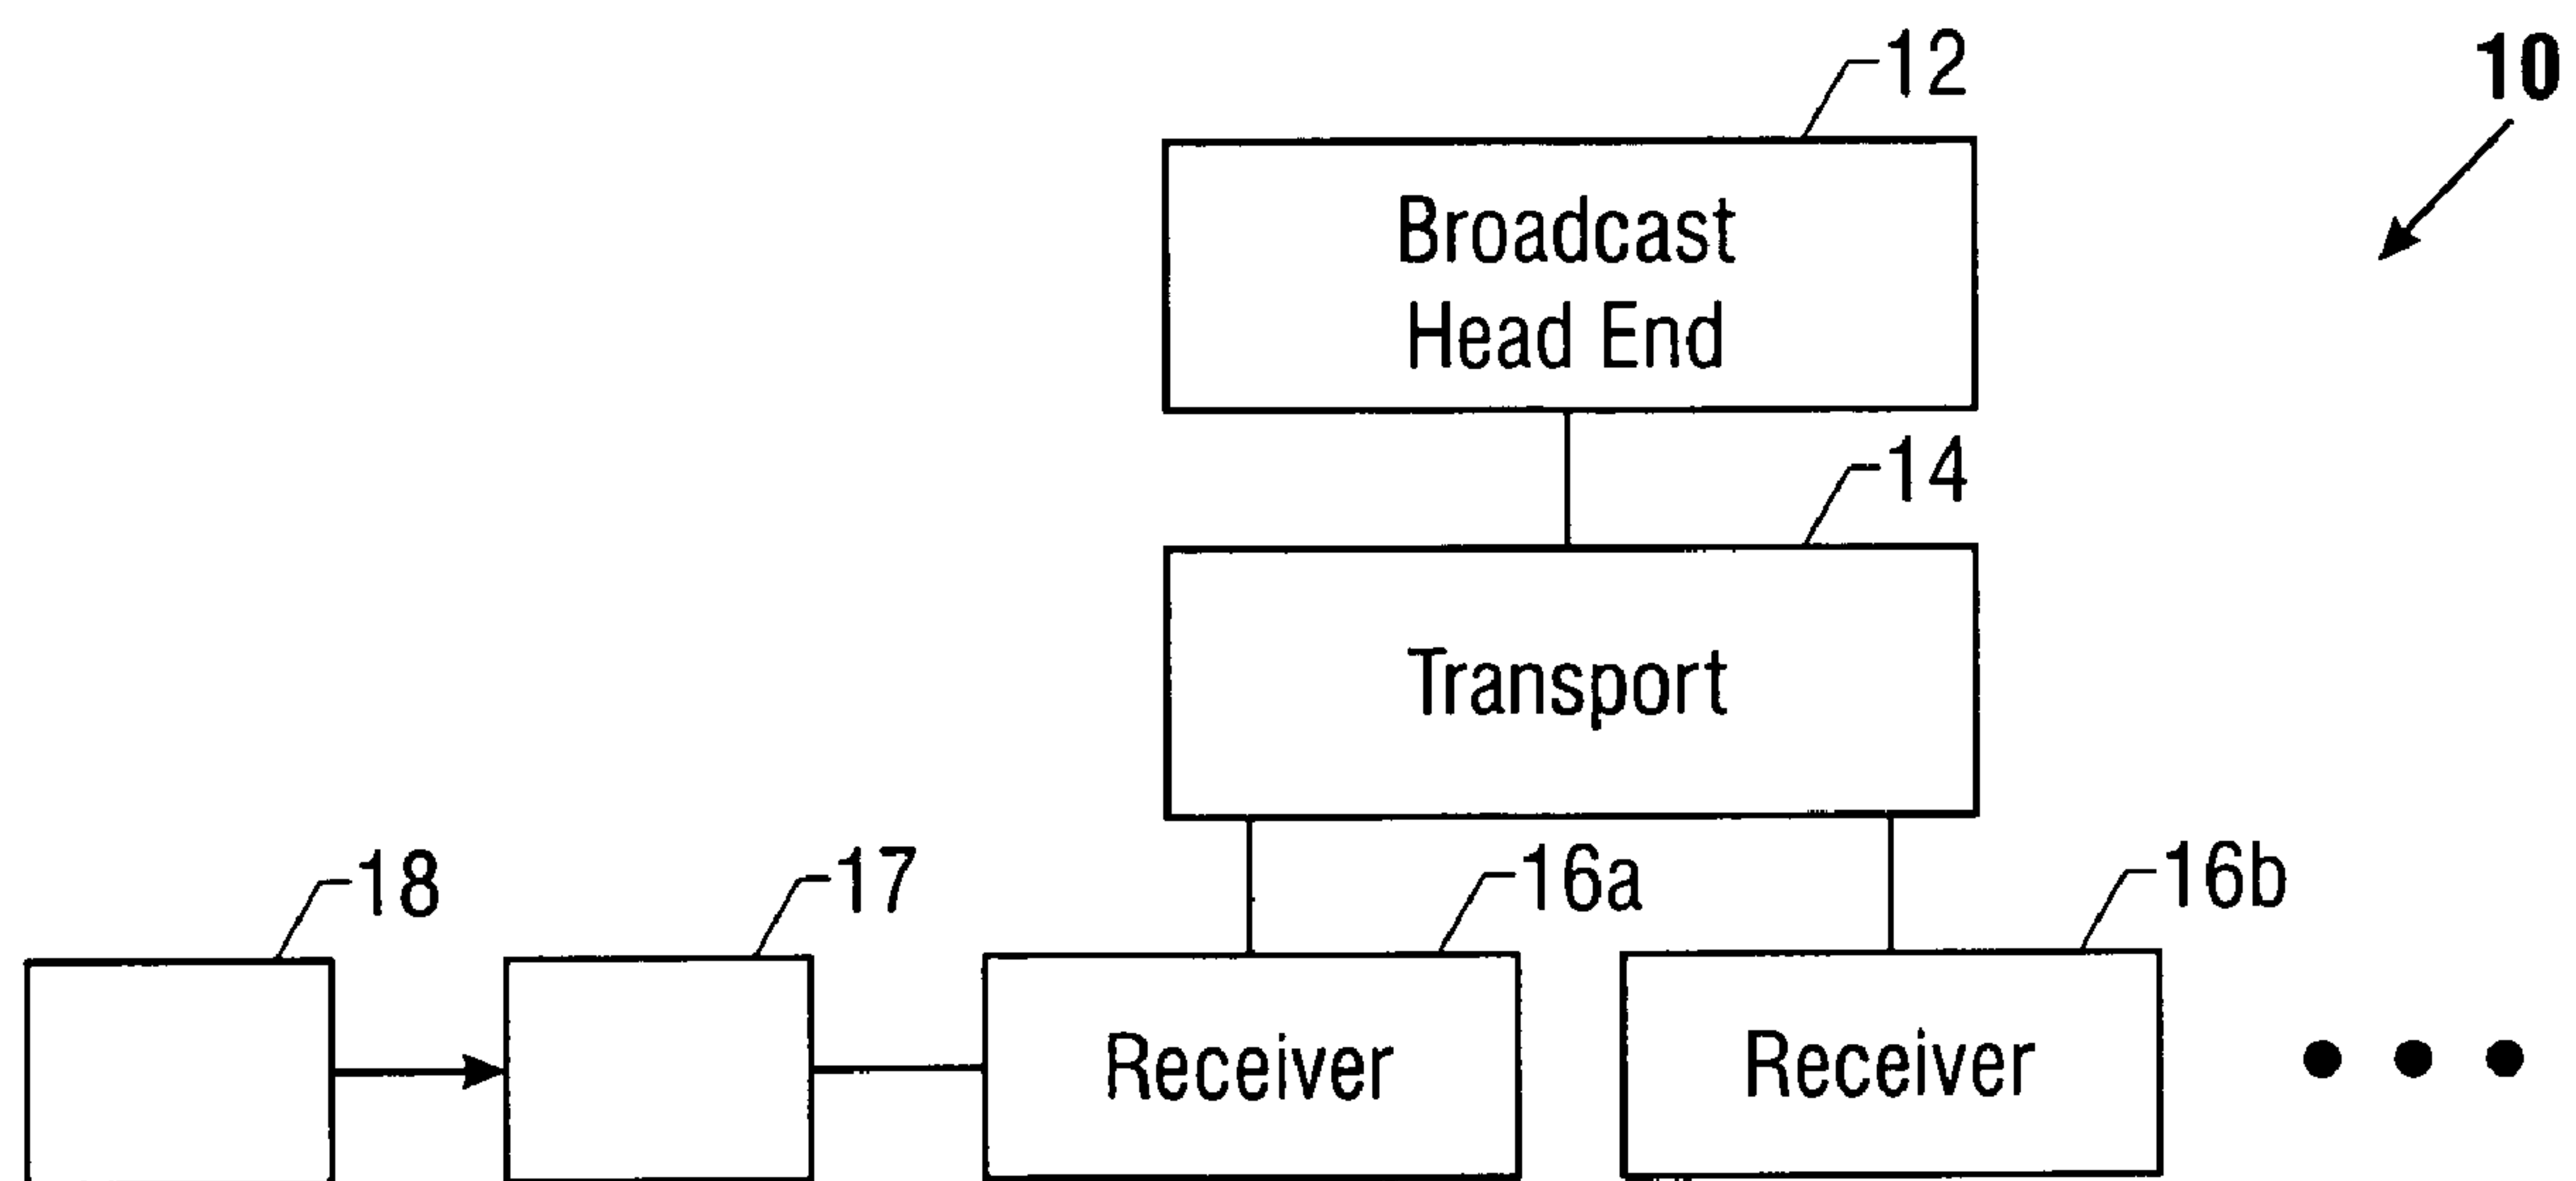 12
10
Broadcast
Head End
14
Transport
18
17
16a
16b
Receiver
Receiver